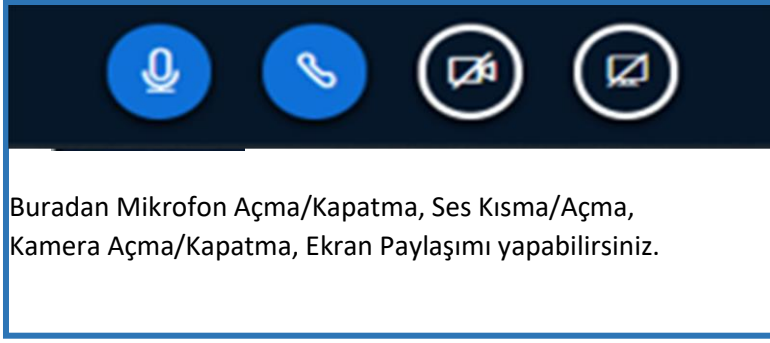 Buradan Mikrofon Açma/Kapatma, Ses Kısma/Açma,
Kamera Açma/Kapatma, Ekran Paylaşımı yapabilirsiniz.